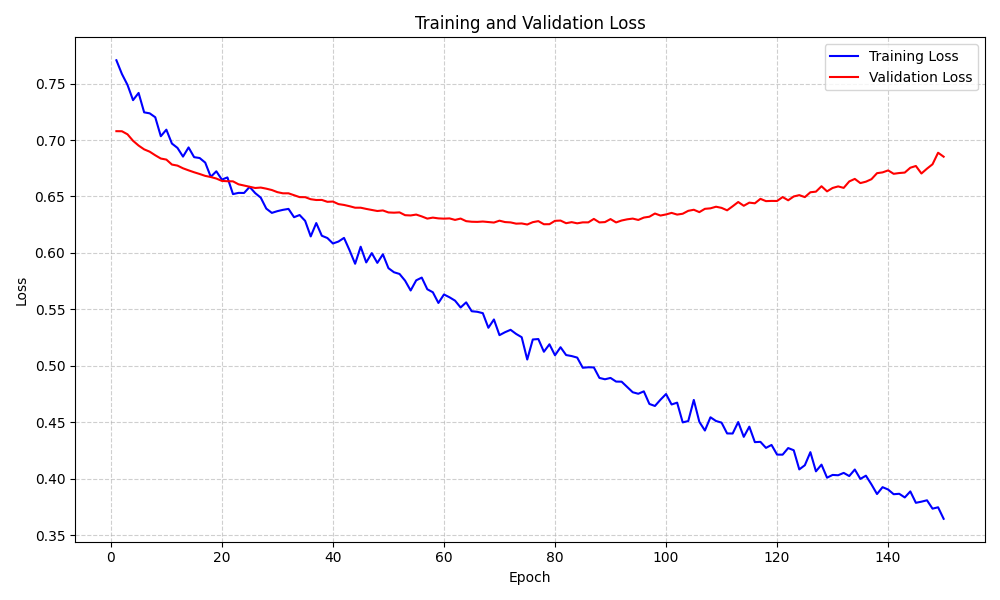 Training and Validation Loss
Training Loss
Validation Loss
0.75
0.70
0.65
0.60
0.55
0.50
0.45
0.40
0.35
Loss
0 20 40 60 80 100 120 140
Epoch